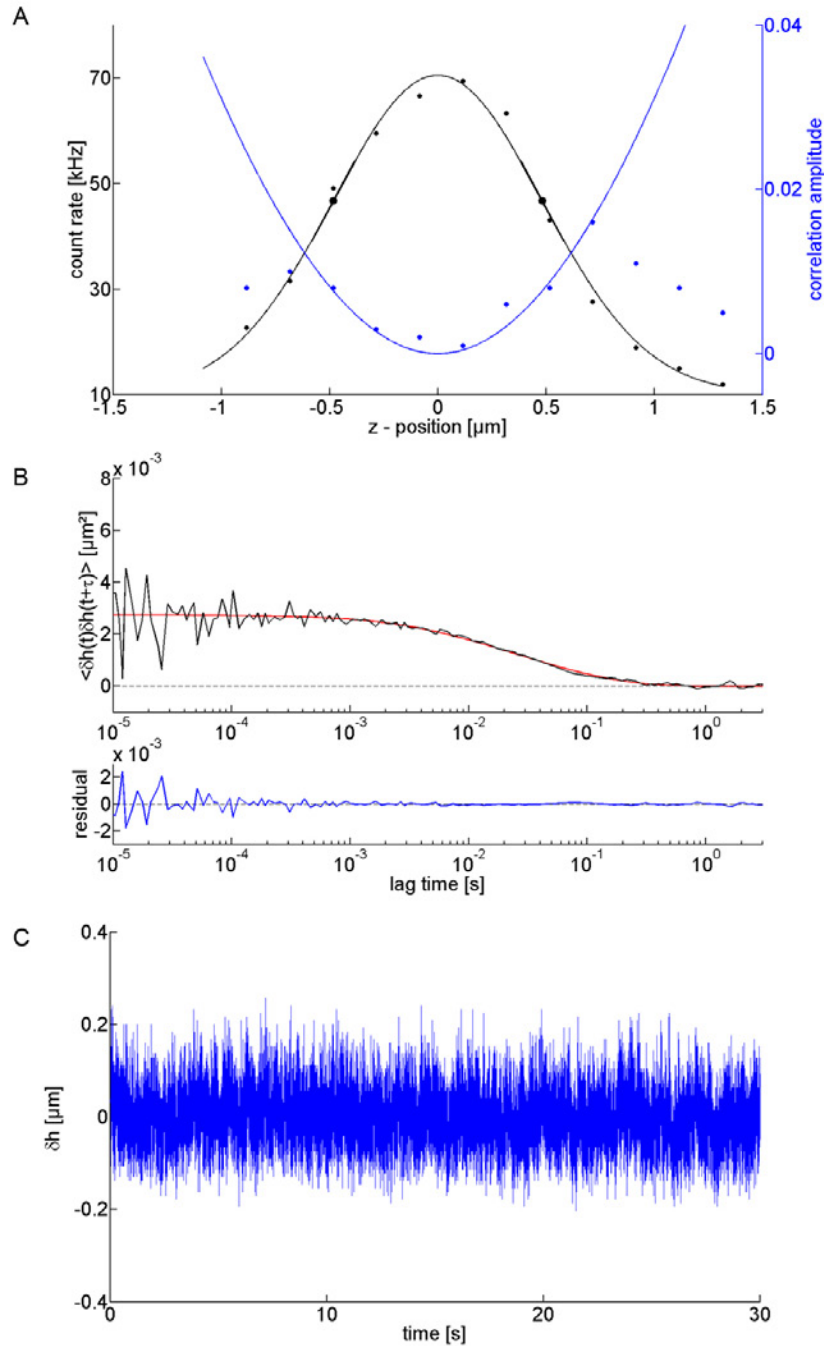 A
count rate [kHz]
70
50
30
10
0.04
0.02
0
correlation amplitude
-1.5 -1 -0.5 0 0.5 1 1.5
z - position [µm]
B
x 10⁻³
<δh(t)δh(t+τ)> [µm²]
8
6
4
2
0
10⁻⁵ 10⁻⁴ 10⁻³ 10⁻² 10⁻¹ 10⁰
x 10⁻³
residual
2
0
-2
10⁻⁵ 10⁻⁴ 10⁻³ 10⁻² 10⁻¹ 10⁰
lag time [s]
C
δh [µm]
0.4
0.2
0
-0.2
-0.4
0 10 20 30
time [s]